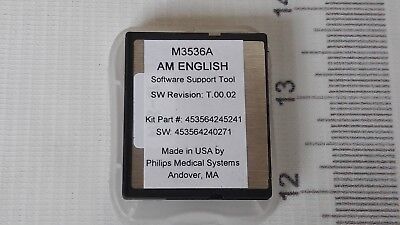 M3536A
AM ENGLISH
Software Support Tool
SW Revision: T.00.02
Kit Part #: 453564245241
SW: 453564240271
Made in USA by
Philips Medical Systems
Andover, MA
13
12